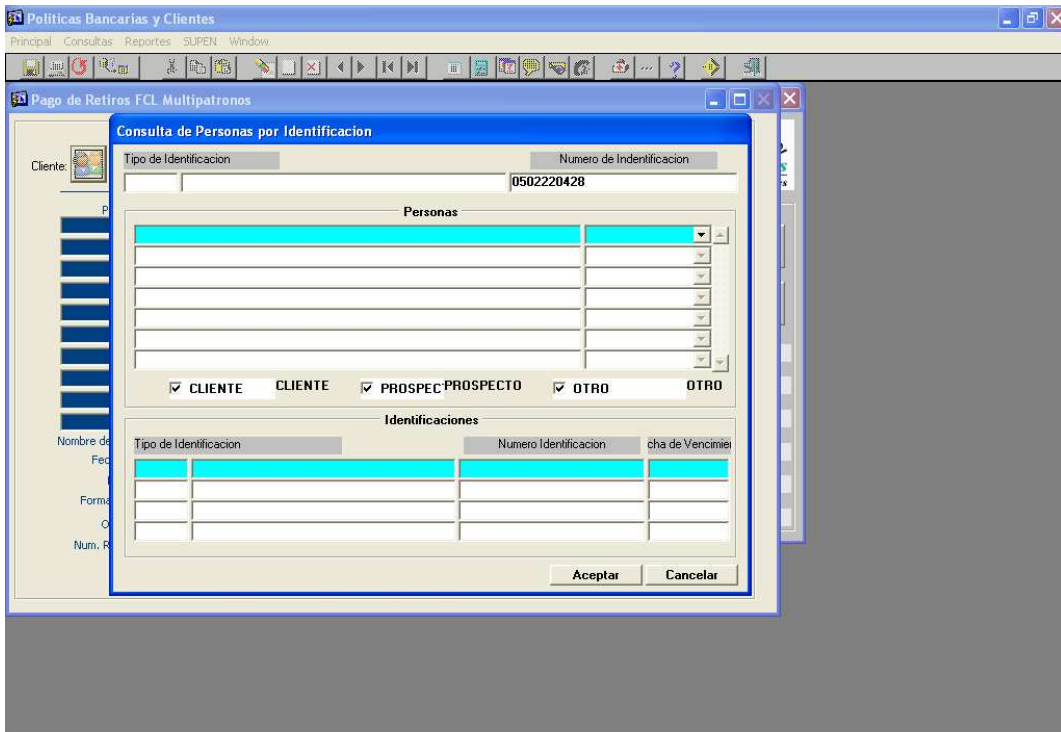 Politicas Bancarias y Clientes
Principal Consultas Reportes SUPEN Window
Pago de Retiros FCL Multipatronos
Consulta de Personas por Identificacion
Cliente:
Tipo de Identificacion Numero de Indentificacion
0502220428
P
Personas
CLIENTE CLIENTE PROSPEC PROSPECTO OTRO OTRO
Identificaciones
Nombre de
Tipo de Identificacion Numero Identificacion cha de Vencimie
Fec
Forma
O
Num. R
Aceptar Cancelar